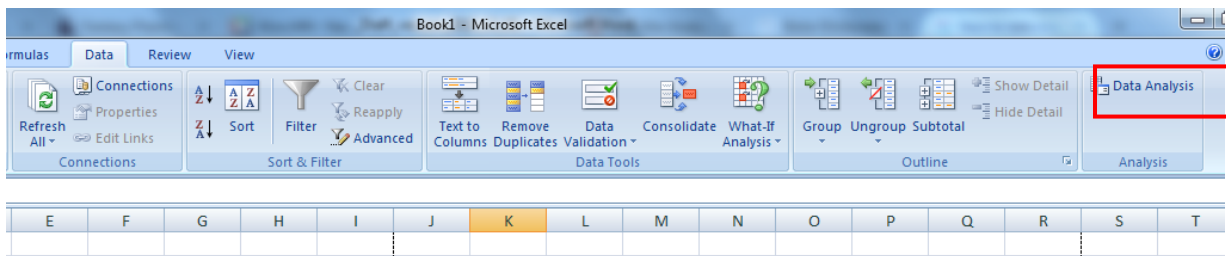 Book1 - Microsoft Excel
ormulas Data Review View
Refresh All
Connections
Properties
Edit Links
Connections
A Z
Z A
A Z Z A
Sort
Filter
Clear
Reapply
Advanced
Sort & Filter
Text to Columns
Remove Duplicates
Data Validation
Consolidate
What-If Analysis
Data Tools
Group
Ungroup
Subtotal
Show Detail
Hide Detail
Outline
Data Analysis
Analysis
E F G H I J K L M N O P Q R S T